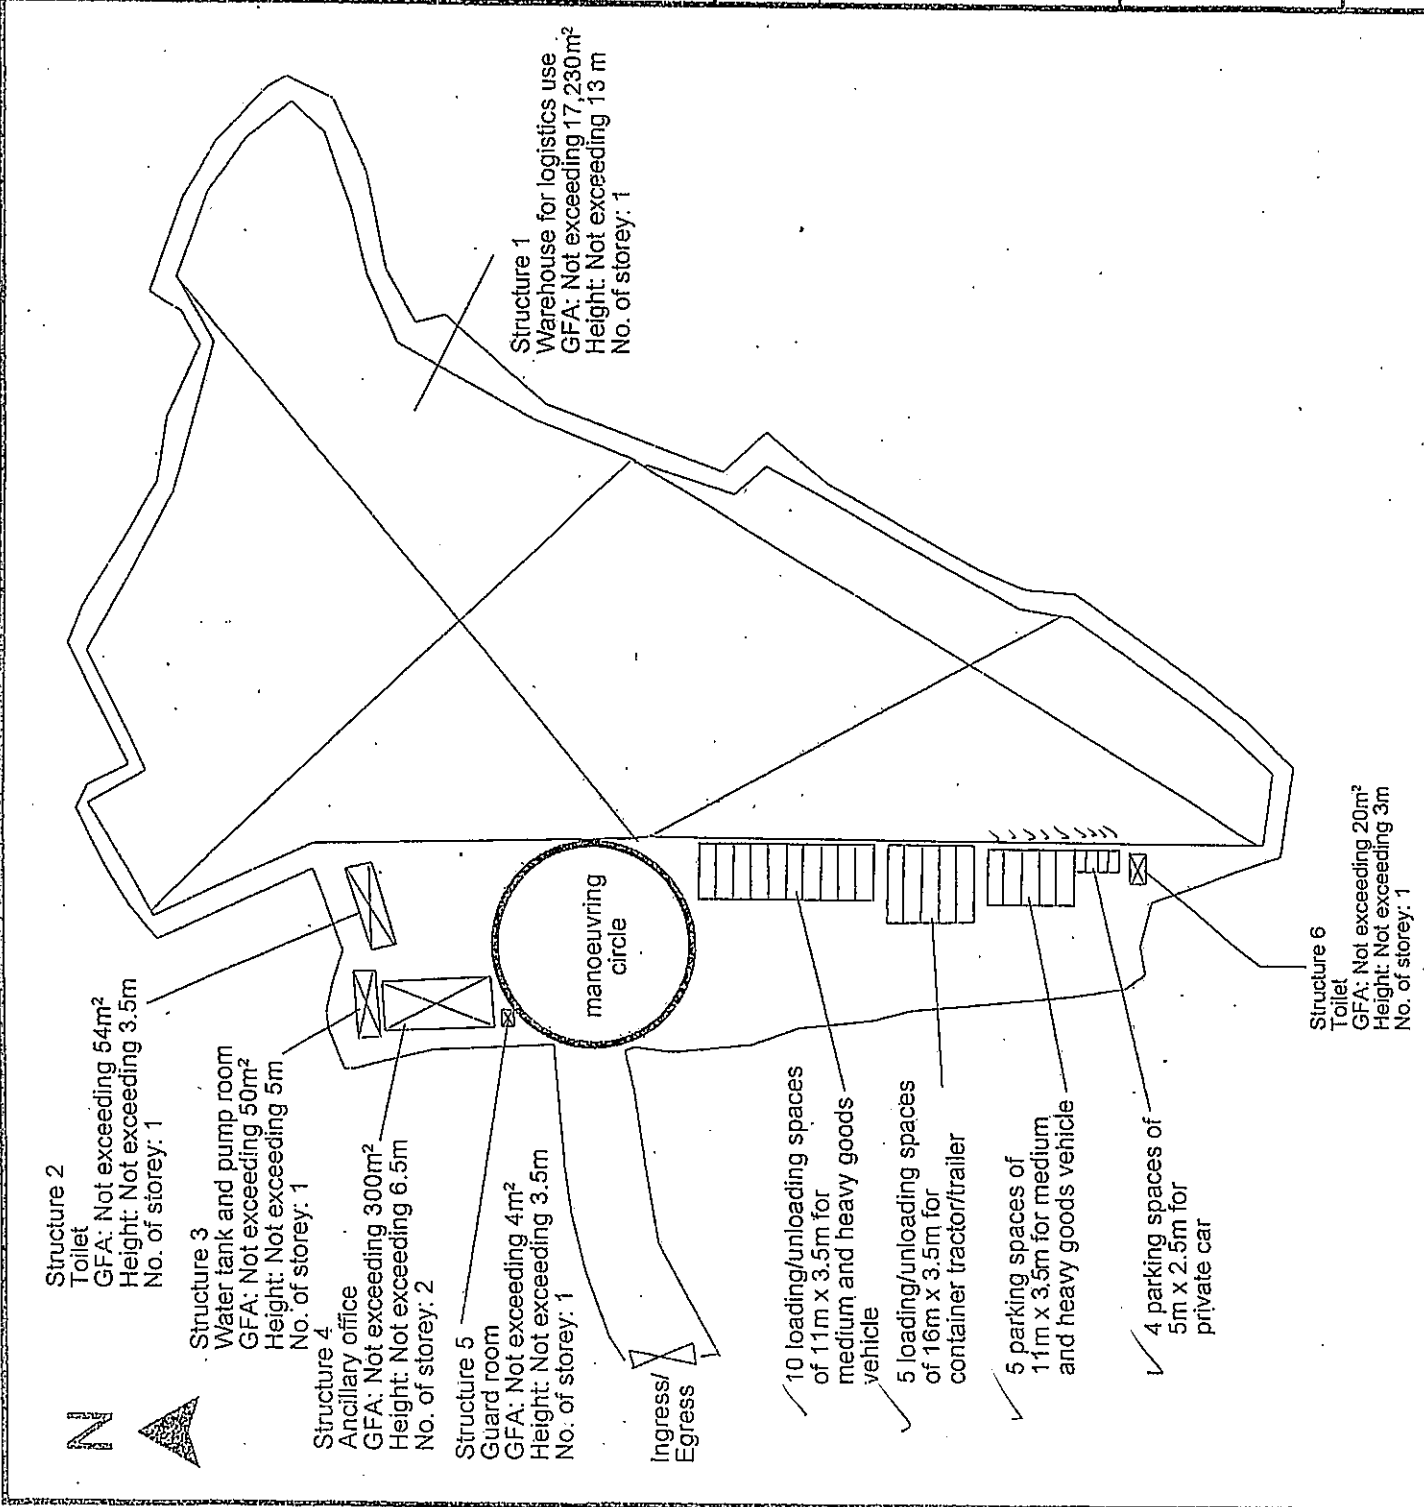 N
Structure 2
Toilet
GFA: Not exceeding 54m²
Height: Not exceeding 3.5m
No. of storey: 1
Structure 3
Water tank and pump room
GFA: Not exceeding 50m²
Height: Not exceeding 5m
No. of storey: 1
Structure 4
Ancillary office
GFA: Not exceeding 300m²
Height: Not exceeding 6.5m
No. of storey: 2
Structure 5
Guard room
GFA: Not exceeding 4m²
Height: Not exceeding 3.5m
No. of storey: 1
Ingress/
Egress
manoeuvring
circle
Structure 1
Warehouse for logistics use
GFA: Not exceeding 17,230m²
Height: Not exceeding 13 m
No. of storey: 1
10 loading/unloading spaces
of 11m x 3.5m for
medium and heavy goods
vehicle
5 loading/unloading spaces
of 16m x 3.5m for
container tractor/trailer
5 parking spaces of
11m x 3.5m for medium
and heavy goods vehicle
4 parking spaces of
5m x 2.5m for
private car
Structure 6
Toilet
GFA: Not exceeding 20m²
Height: Not exceeding 3m
No. of storey: 1